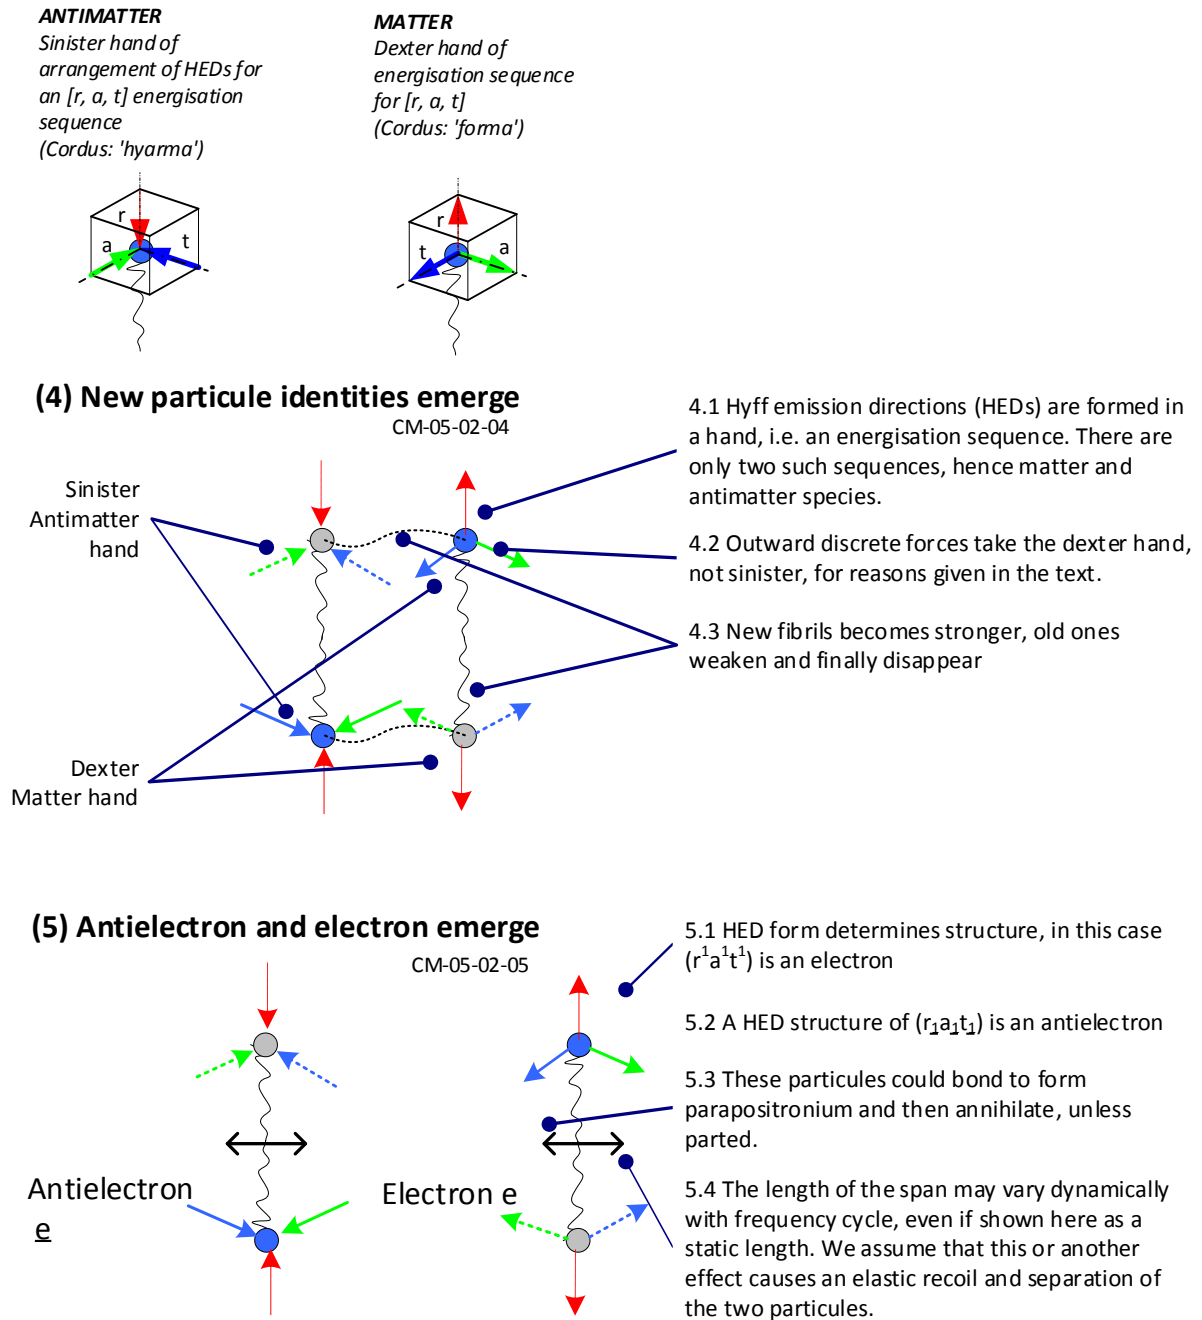 ANTIMATTER
Sinister hand of
arrangement of HEDs for
an [r, a, t] energisation
sequence
(Cordus: 'hyarma')
MATTER
Dexter hand of
energisation sequence
for [r, a, t]
(Cordus: 'forma')
r
a
t
r
t
a
(4) New particule identities emerge
CM-05-02-04
Sinister
Antimatter
hand
Dexter
Matter hand
4.1 Hyff emission directions (HEDs) are formed in
a hand, i.e. an energisation sequence. There are
only two such sequences, hence matter and
antimatter species.
4.2 Outward discrete forces take the dexter hand,
not sinister, for reasons given in the text.
4.3 New fibrils becomes stronger, old ones
weaken and finally disappear
(5) Antielectron and electron emerge
CM-05-02-05
Antielectron
e
Electron e
5.1 HED form determines structure, in this case
(r¹a¹t¹) is an electron
5.2 A HED structure of (r₁a₁t₁) is an antielectron
5.3 These particules could bond to form
parapositronium and then annihilate, unless
parted.
5.4 The length of the span may vary dynamically
with frequency cycle, even if shown here as a
static length. We assume that this or another
effect causes an elastic recoil and separation of
the two particules.